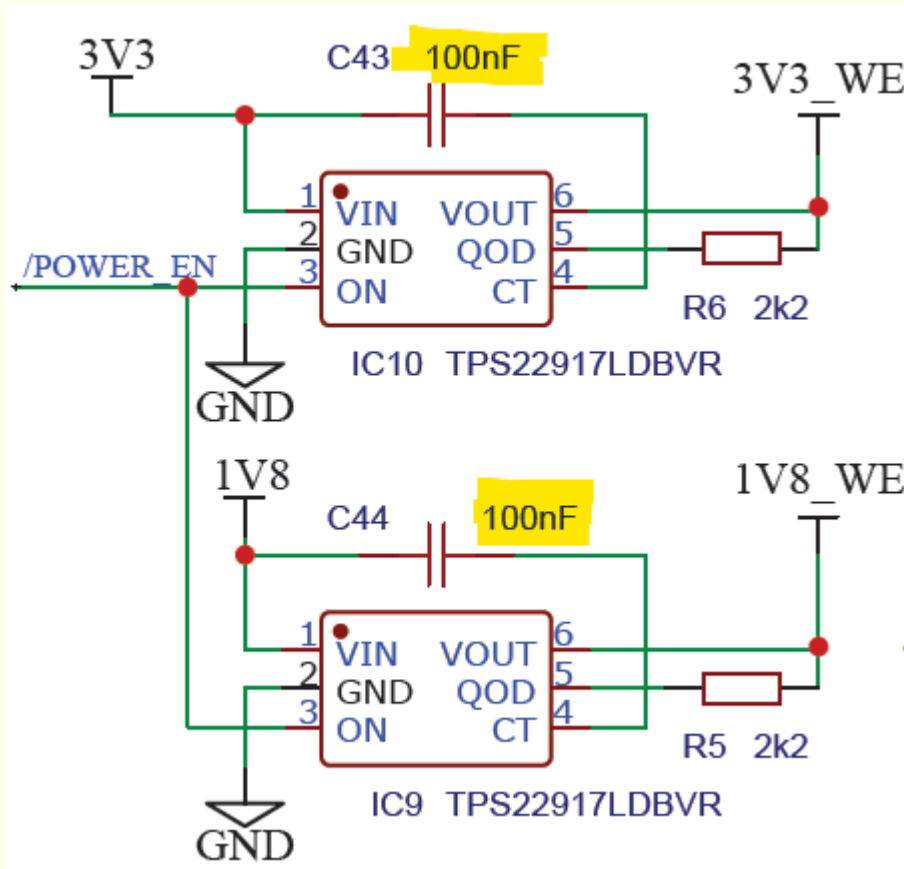 C43 100nF
3V3
3V3_WE
1 VIN VOUT 6
2 GND QOD 5
/POWER_EN
3 ON CT 4
R6 2k2
IC10 TPS22917LDBVR
GND
1V8
1V8_WE
C44 100nF
1 VIN VOUT 6
2 GND QOD 5
3 ON CT 4
R5 2k2
IC9 TPS22917LDBVR
GND